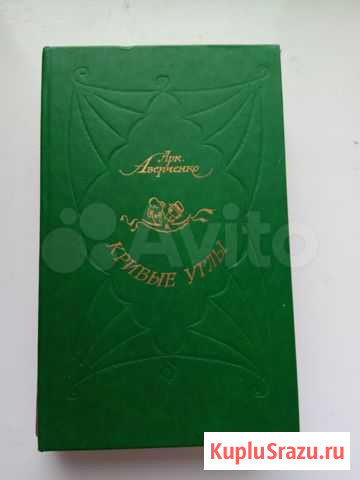 Арк.
Аверченко
КРИВЫЕ УГЛЫ
Avito
KupluSrazu.ru